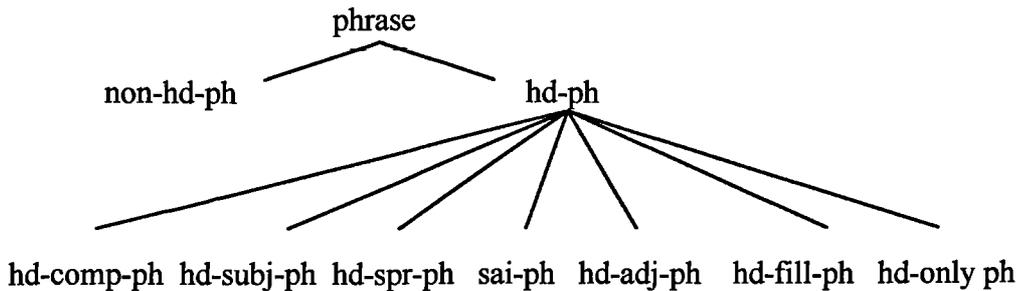 phrase
non-hd-ph hd-ph
hd-comp-ph hd-subj-ph hd-spr-ph sai-ph hd-adj-ph hd-fill-ph hd-only ph